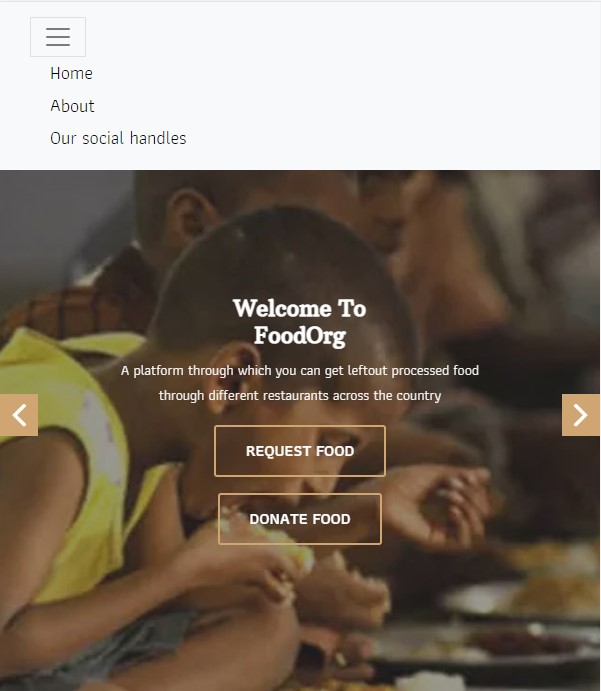 Home
About
Our social handles
Welcome To
FoodOrg
A platform through which you can get leftout processed food
through different restaurants across the country
REQUEST FOOD
DONATE FOOD